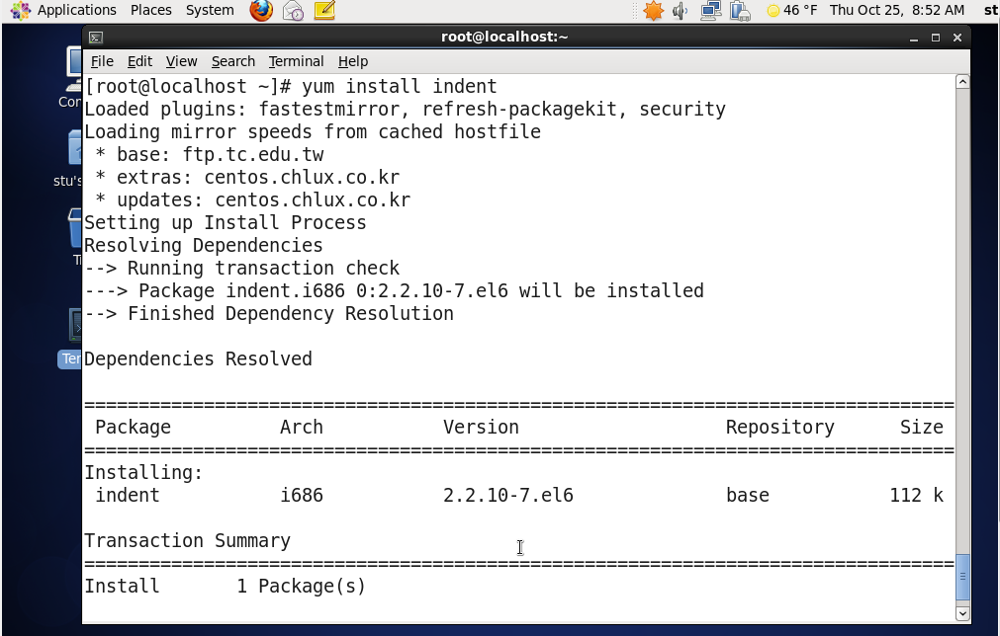 Applications Places System 46 °F Thu Oct 25, 8:52 AM st
root@localhost:~
File Edit View Search Terminal Help
[root@localhost ~]# yum install indent
Loaded plugins: fastestmirror, refresh-packagekit, security
Loading mirror speeds from cached hostfile
 * base: ftp.tc.edu.tw
 * extras: centos.chlux.co.kr
 * updates: centos.chlux.co.kr
Setting up Install Process
Resolving Dependencies
--> Running transaction check
---> Package indent.i686 0:2.2.10-7.el6 will be installed
--> Finished Dependency Resolution
Dependencies Resolved
================================================================================
 Package          Arch           Version                   Repository      Size
================================================================================
Installing:
 indent           i686           2.2.10-7.el6              base           112 k
Transaction Summary
================================================================================
Install       1 Package(s)
Con
stu's
Ter